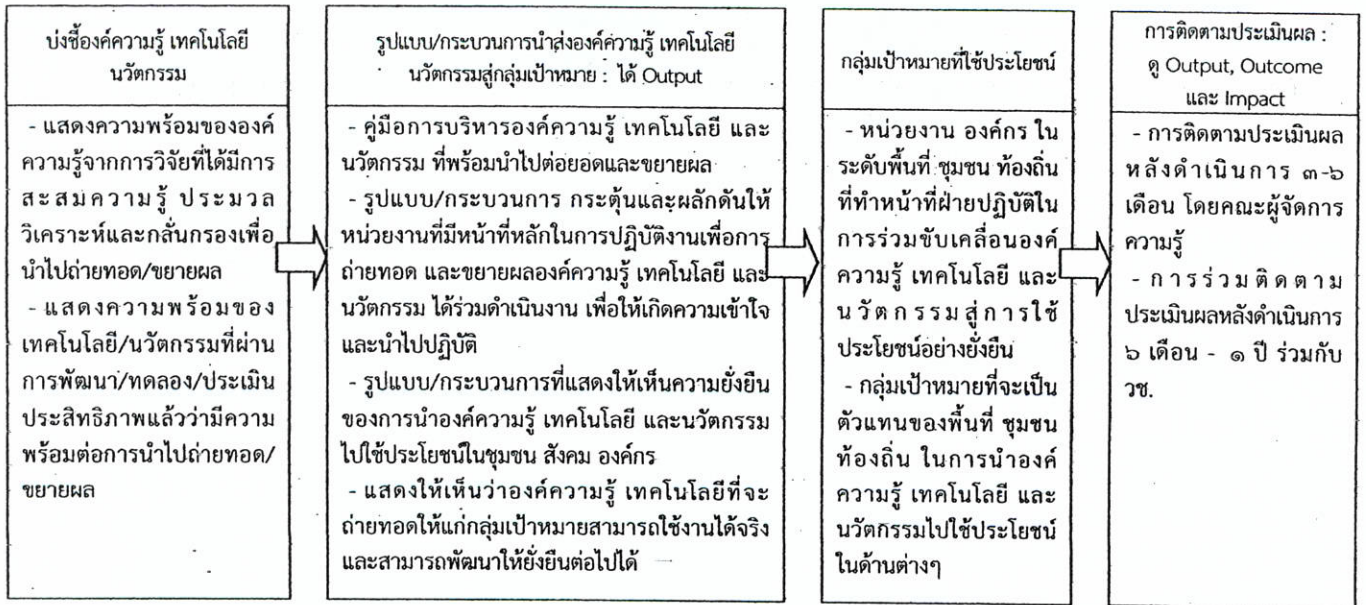 บ่งชี้องค์ความรู้ เทคโนโลยี
นวัตกรรม
- แสดงความพร้อมขององค์
ความรู้จากการวิจัยที่ได้มีการ
สะสมความรู้ ประมวล
วิเคราะห์และกลั่นกรองเพื่อ
นำไปถ่ายทอด/ขยายผล
- แสดงความพร้อมของ
เทคโนโลยี/นวัตกรรมที่ผ่าน
การพัฒนา/ทดลอง/ประเมิน
ประสิทธิภาพแล้วว่ามีความ
พร้อมต่อการนำไปถ่ายทอด/
ขยายผล
รูปแบบ/กระบวนการนำส่งองค์ความรู้ เทคโนโลยี
นวัตกรรมสู่กลุ่มเป้าหมาย : ได้ Output
- คู่มือการบริหารองค์ความรู้ เทคโนโลยี และ
นวัตกรรม ที่พร้อมนำไปต่อยอดและขยายผล
- รูปแบบ/กระบวนการ กระตุ้นและผลักดันให้
หน่วยงานที่มีหน้าที่หลักในการปฏิบัติงานเพื่อการ
ถ่ายทอด และขยายผลองค์ความรู้ เทคโนโลยี และ
นวัตกรรม ได้ร่วมดำเนินงาน เพื่อให้เกิดความเข้าใจ
และนำไปปฏิบัติ
- รูปแบบ/กระบวนการที่แสดงให้เห็นความยั่งยืน
ของการนำองค์ความรู้ เทคโนโลยี และนวัตกรรม
ไปใช้ประโยชน์ในชุมชน สังคม องค์กร
- แสดงให้เห็นว่าองค์ความรู้ เทคโนโลยีที่จะ
ถ่ายทอดให้แก่กลุ่มเป้าหมายสามารถใช้งานได้จริง
และสามารถพัฒนาให้ยั่งยืนต่อไปได้
กลุ่มเป้าหมายที่ใช้ประโยชน์
- หน่วยงาน องค์กร ใน
ระดับพื้นที่ ชุมชน ท้องถิ่น
ที่ทำหน้าที่ฝ่ายปฏิบัติใน
การร่วมขับเคลื่อนองค์
ความรู้ เทคโนโลยี และ
นวัตกรรมสู่การใช้
ประโยชน์อย่างยั่งยืน
- กลุ่มเป้าหมายที่จะเป็น
ตัวแทนของพื้นที่ ชุมชน
ท้องถิ่น ในการนำองค์
ความรู้ เทคโนโลยี และ
นวัตกรรมไปใช้ประโยชน์
ในด้านต่างๆ
การติดตามประเมินผล :
ดู Output, Outcome
และ Impact
- การติดตามประเมินผล
หลังดำเนินการ ๓-๖
เดือน โดยคณะผู้จัดการ
ความรู้
- การร่วมติดตาม
ประเมินผลหลังดำเนินการ
๖ เดือน - ๑ ปี ร่วมกับ
วช.